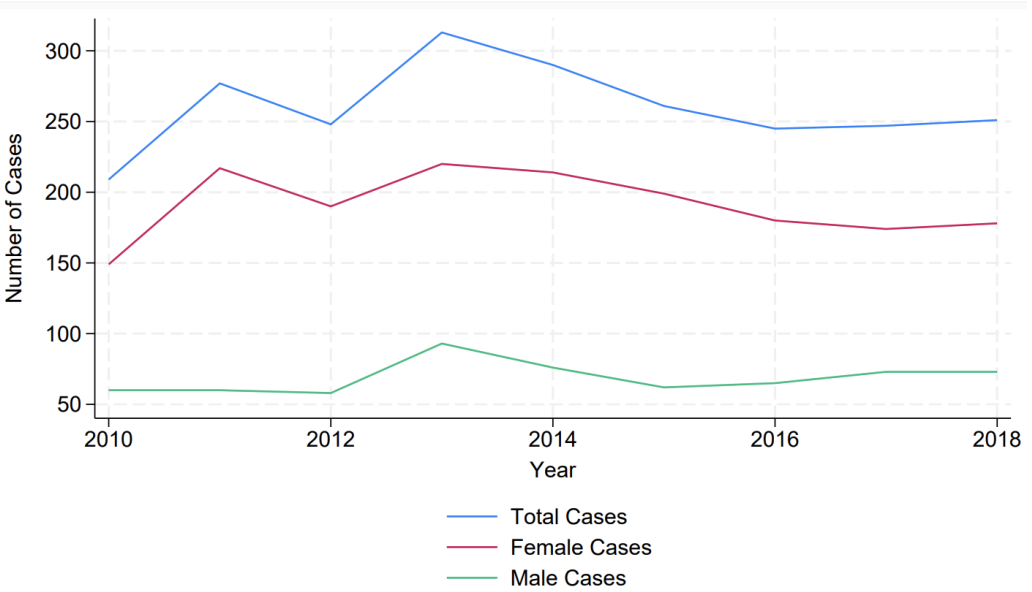 Number of Cases
300
250
200
150
100
50
2010 2012 2014 2016 2018
Year
Total Cases
Female Cases
Male Cases